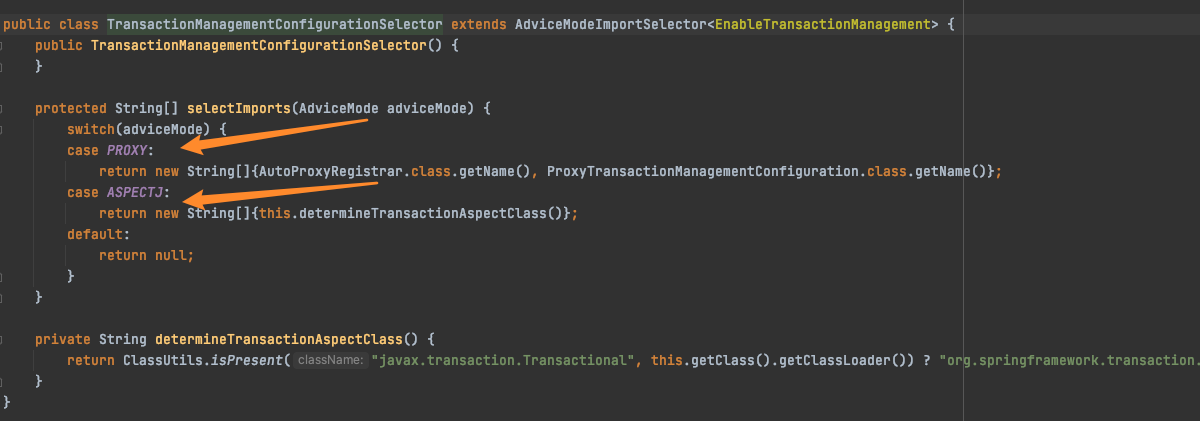 public class TransactionManagementConfigurationSelector extends AdviceModeImportSelector<EnableTransactionManagement> {
public TransactionManagementConfigurationSelector() {
}
protected String[] selectImports(AdviceMode adviceMode) {
switch(adviceMode) {
case PROXY:
return new String[]{AutoProxyRegistrar.class.getName(), ProxyTransactionManagementConfiguration.class.getName()};
case ASPECTJ:
return new String[]{this.determineTransactionAspectClass()};
default:
return null;
}
}
private String determineTransactionAspectClass() {
return ClassUtils.isPresent( className: "javax.transaction.Transactional", this.getClass().getClassLoader()) ? "org.springframework.transaction.
}
}